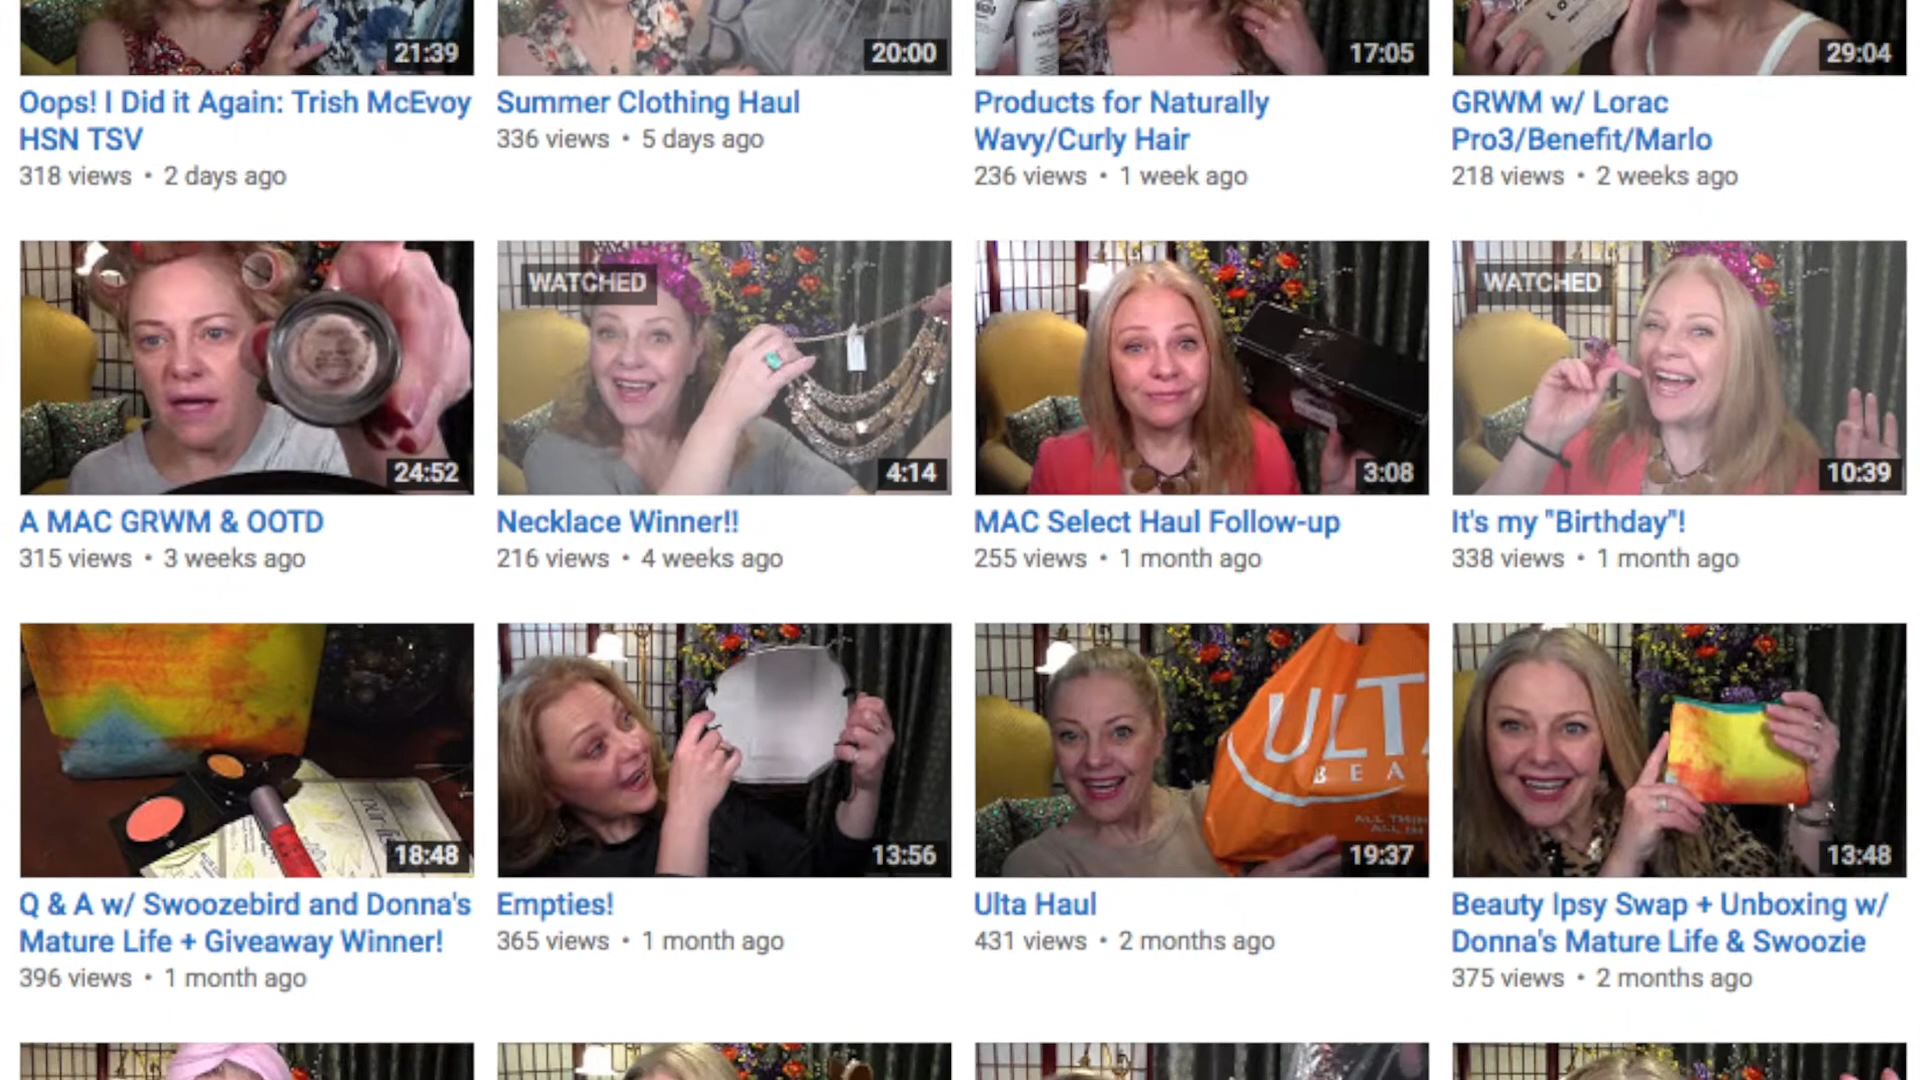 21:39
20:00
17:05
29:04
Oops! I Did it Again: Trish McEvoy
HSN TSV
318 views • 2 days ago
Summer Clothing Haul
336 views • 5 days ago
Products for Naturally
Wavy/Curly Hair
236 views • 1 week ago
GRWM w/ Lorac
Pro3/Benefit/Marlo
218 views • 2 weeks ago
24:52
WATCHED
4:14
3:08
WATCHED
10:39
A MAC GRWM & OOTD
315 views • 3 weeks ago
Necklace Winner!!
216 views • 4 weeks ago
MAC Select Haul Follow-up
255 views • 1 month ago
It's my "Birthday"!
338 views • 1 month ago
18:48
13:56
ULTA
BEA
ALL THIN
ALL IN
19:37
13:48
Q & A w/ Swoozebird and Donna's
Mature Life + Giveaway Winner!
396 views • 1 month ago
Empties!
365 views • 1 month ago
Ulta Haul
431 views • 2 months ago
Beauty Ipsy Swap + Unboxing w/
Donna's Mature Life & Swoozie
375 views • 2 months ago